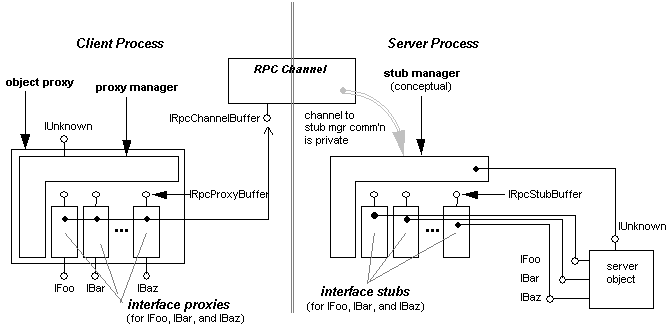 Client Process
Server Process
RPC Channel
object proxy
proxy manager
stub manager
(conceptual)
IUnknown
IRpcChannelBuffer
channel to
stub mgr comm'n
is private
IRpcProxyBuffer
IRpcStubBuffer
IUnknown
...
...
IFoo
IBar
IBaz
server
object
IFoo
IBar
IBaz
interface proxies
(for IFoo, IBar, and IBaz)
interface stubs
(for IFoo, IBar, and IBaz)